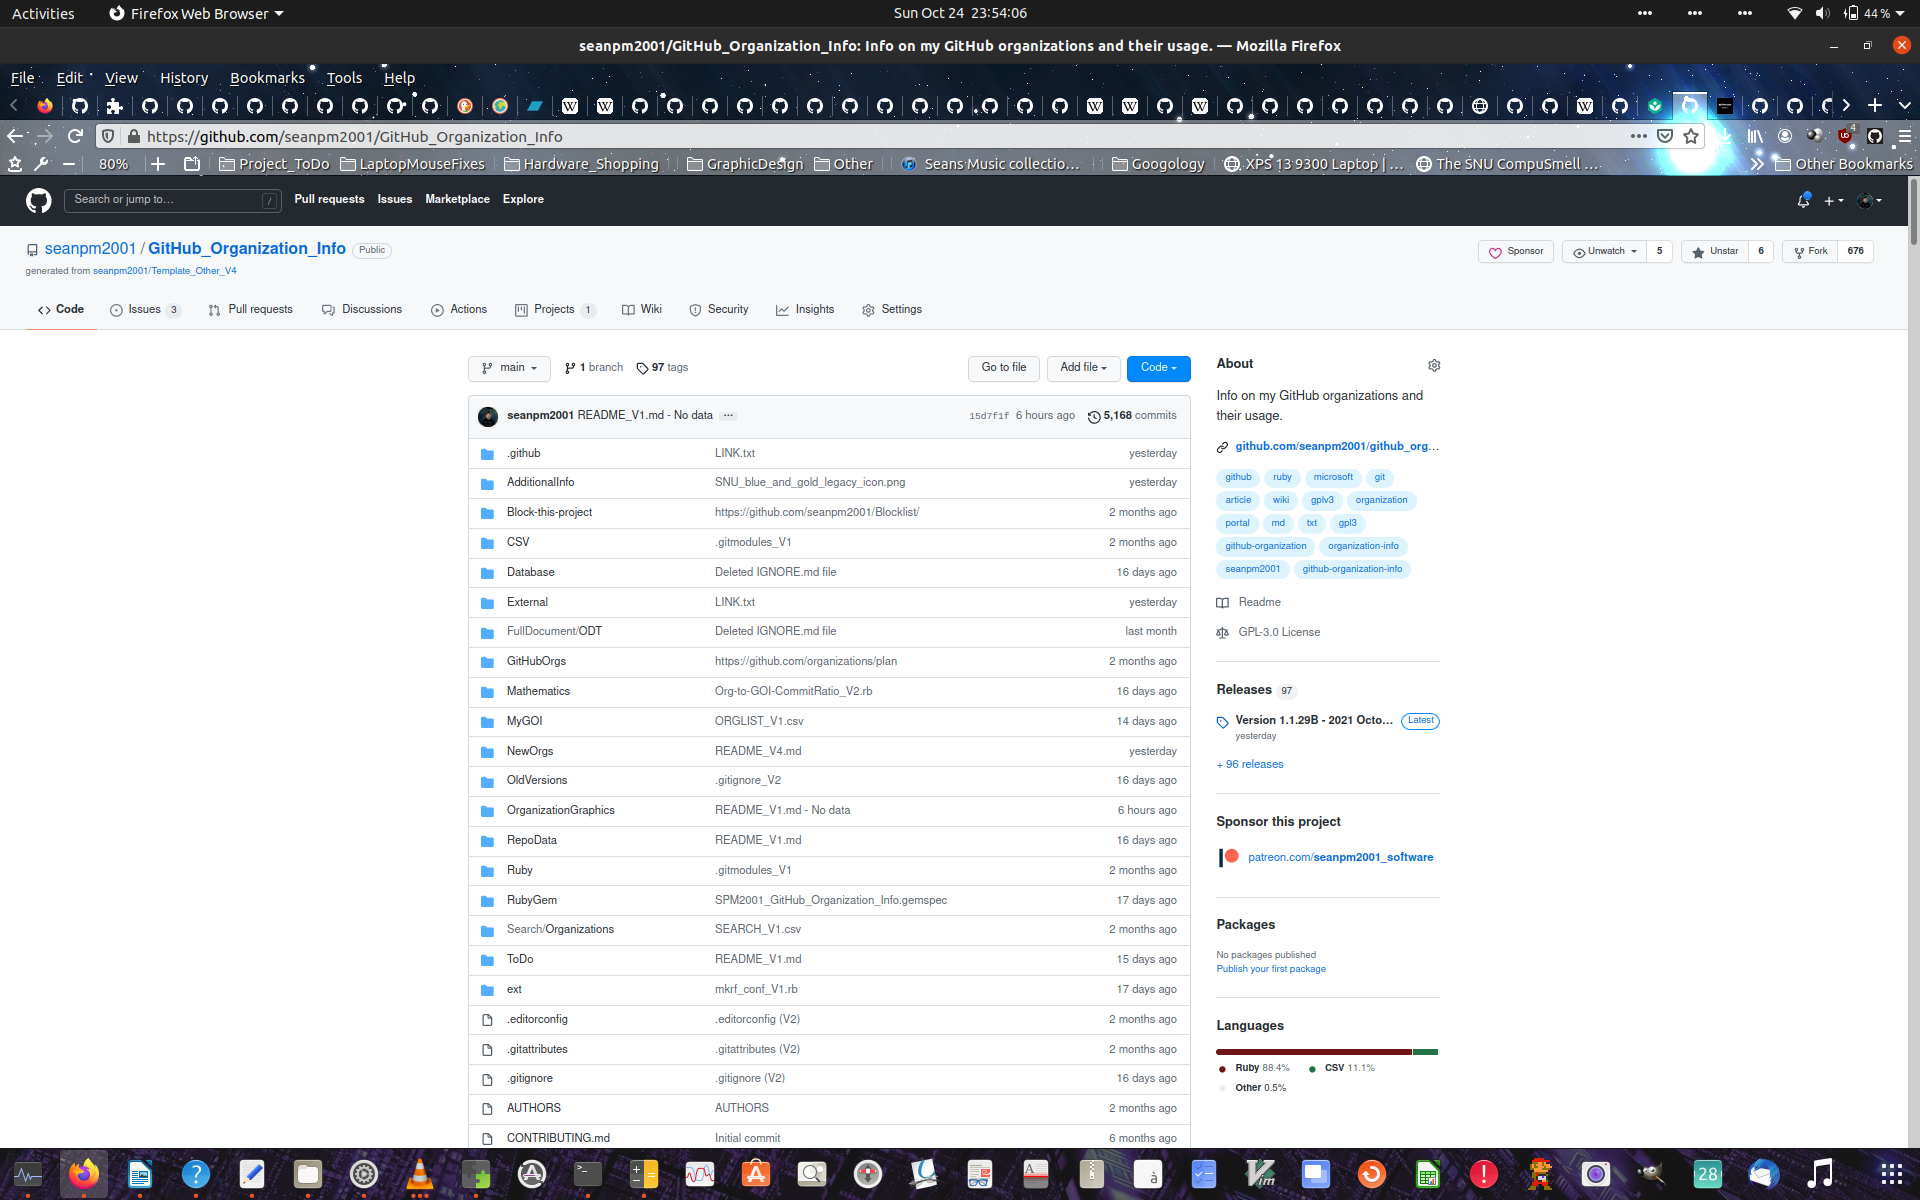 Activities
Firefox Web Browser
Sun Oct 24 23:54:06
44 %
seanpm2001/GitHub_Organization_Info: Info on my GitHub organizations and their usage. — Mozilla Firefox
File Edit View History Bookmarks Tools Help
https://github.com/seanpm2001/GitHub_Organization_Info
4
80% Project_ToDo LaptopMouseFixes Hardware_Shopping GraphicDesign Other Seans Music collectio… Googology XPS 13 9300 Laptop | … The SNU CompuSmell … Other Bookmarks
Search or jump to… / Pull requests Issues Marketplace Explore
seanpm2001 / GitHub_Organization_Info Public
generated from seanpm2001/Template_Other_V4
Sponsor Unwatch 5 Unstar 6 Fork 676
Code Issues 3 Pull requests Discussions Actions Projects 1 Wiki Security Insights Settings
main 1 branch 97 tags Go to file Add file Code
seanpm2001 README_V1.md - No data ··· 15d7f1f 6 hours ago 5,168 commits
.github LINK.txt yesterday
AdditionalInfo SNU_blue_and_gold_legacy_icon.png yesterday
Block-this-project https://github.com/seanpm2001/Blocklist/ 2 months ago
CSV .gitmodules_V1 2 months ago
Database Deleted IGNORE.md file 16 days ago
External LINK.txt yesterday
FullDocument/ODT Deleted IGNORE.md file last month
GitHubOrgs https://github.com/organizations/plan 2 months ago
Mathematics Org-to-GOI-CommitRatio_V2.rb 16 days ago
MyGOI ORGLIST_V1.csv 14 days ago
NewOrgs README_V4.md yesterday
OldVersions .gitignore_V2 16 days ago
OrganizationGraphics README_V1.md - No data 6 hours ago
RepoData README_V1.md 16 days ago
Ruby .gitmodules_V1 2 months ago
RubyGem SPM2001_GitHub_Organization_Info.gemspec 17 days ago
Search/Organizations SEARCH_V1.csv 2 months ago
ToDo README_V1.md 15 days ago
ext mkrf_conf_V1.rb 17 days ago
.editorconfig .editorconfig (V2) 2 months ago
.gitattributes .gitattributes (V2) 2 months ago
.gitignore .gitignore (V2) 16 days ago
AUTHORS AUTHORS 2 months ago
CONTRIBUTING.md Initial commit 6 months ago
About
Info on my GitHub organizations and
their usage.
github.com/seanpm2001/github_org…
github ruby microsoft git
article wiki gplv3 organization
portal md txt gpl3
github-organization organization-info
seanpm2001 github-organization-info
Readme
GPL-3.0 License
Releases 97
Version 1.1.29B - 2021 Octo… Latest
yesterday
+ 96 releases
Sponsor this project
patreon.com/seanpm2001_software
Packages
No packages published
Publish your first package
Languages
Ruby 88.4% CSV 11.1%
Other 0.5%
28